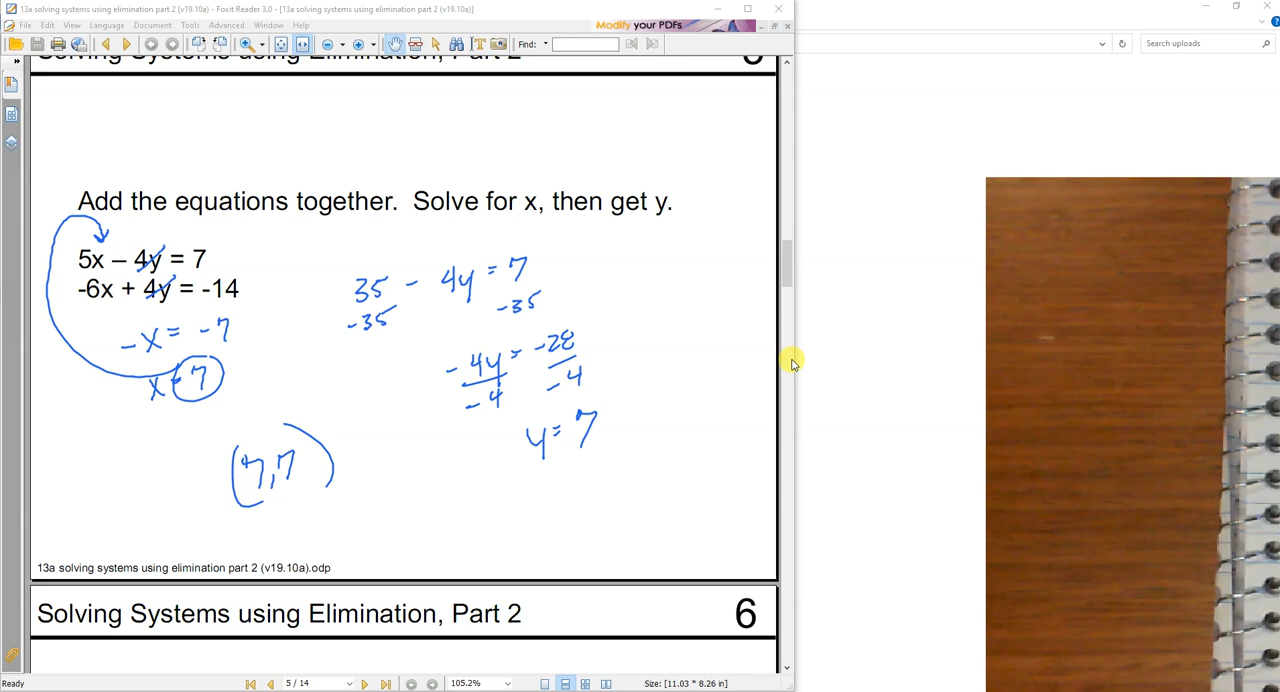 13a solving systems using elimination part 2 (v19.10a) - Foxit Reader 3.0 - [13a solving systems using elimination part 2 (v19.10a)]
File Edit View Language Document Tools Advanced Window Help
Modify your PDFs
Find:
Search uploads
Solving Systems using Elimination, Part 2 5
Add the equations together. Solve for x, then get y.
5x – 4y = 7
-6x + 4y = -14
-x = -7
x = 7
(7,7)
35 - 4y = 7
-35 -35
-4y = -28
-4 -4
y = 7
13a solving systems using elimination part 2 (v19.10a).odp
Solving Systems using Elimination, Part 2 6
Ready
5 / 14
105.2%
Size: [11.03 * 8.26 in]